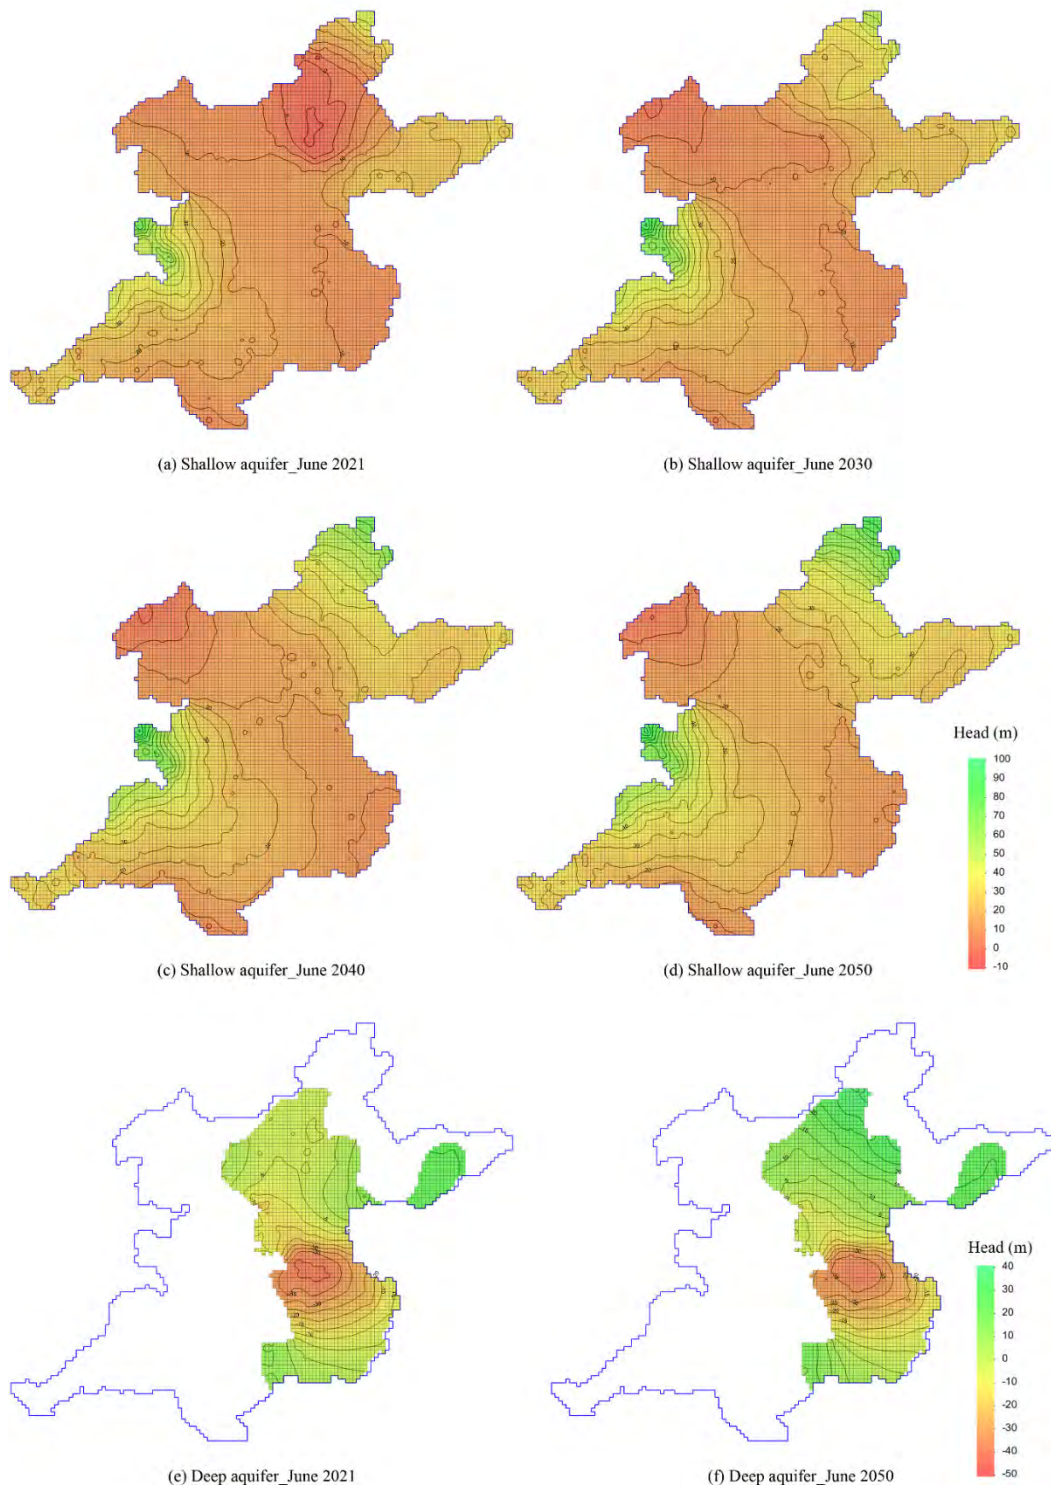 (a) Shallow aquifer_June 2021
(b) Shallow aquifer_June 2030
Head (m)
100
90
80
70
60
50
40
30
20
10
0
-10
(c) Shallow aquifer_June 2040
(d) Shallow aquifer_June 2050
Head (m)
40
30
20
10
0
-10
-20
-30
-40
-50
(e) Deep aquifer_June 2021
(f) Deep aquifer_June 2050